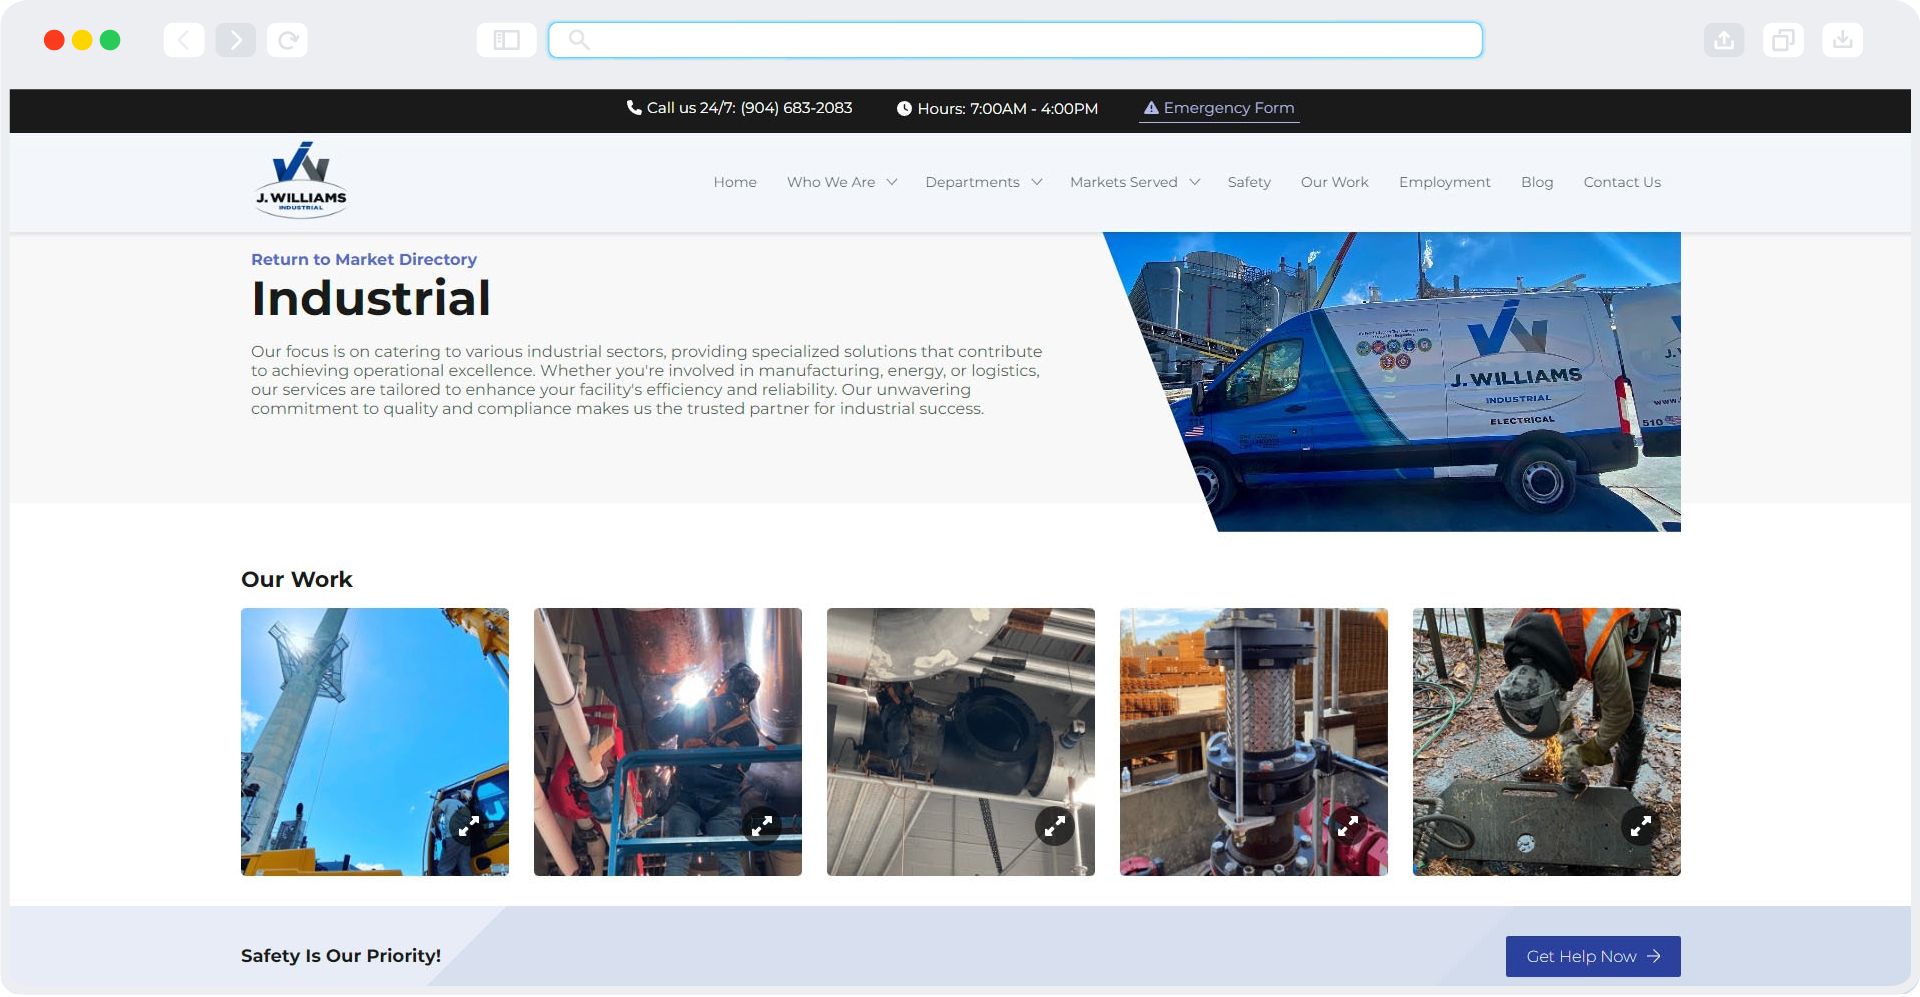 Call us 24/7: (904) 683-2083 Hours: 7:00AM - 4:00PM Emergency Form
J. WILLIAMS
INDUSTRIAL
Home Who We Are Departments Markets Served Safety Our Work Employment Blog Contact Us
Return to Market Directory
Industrial
Our focus is on catering to various industrial sectors, providing specialized solutions that contribute
to achieving operational excellence. Whether you're involved in manufacturing, energy, or logistics,
our services are tailored to enhance your facility's efficiency and reliability. Our unwavering
commitment to quality and compliance makes us the trusted partner for industrial success.
J. WILLIAMS
INDUSTRIAL
ELECTRICAL
510
Our Work
Safety Is Our Priority!
Get Help Now